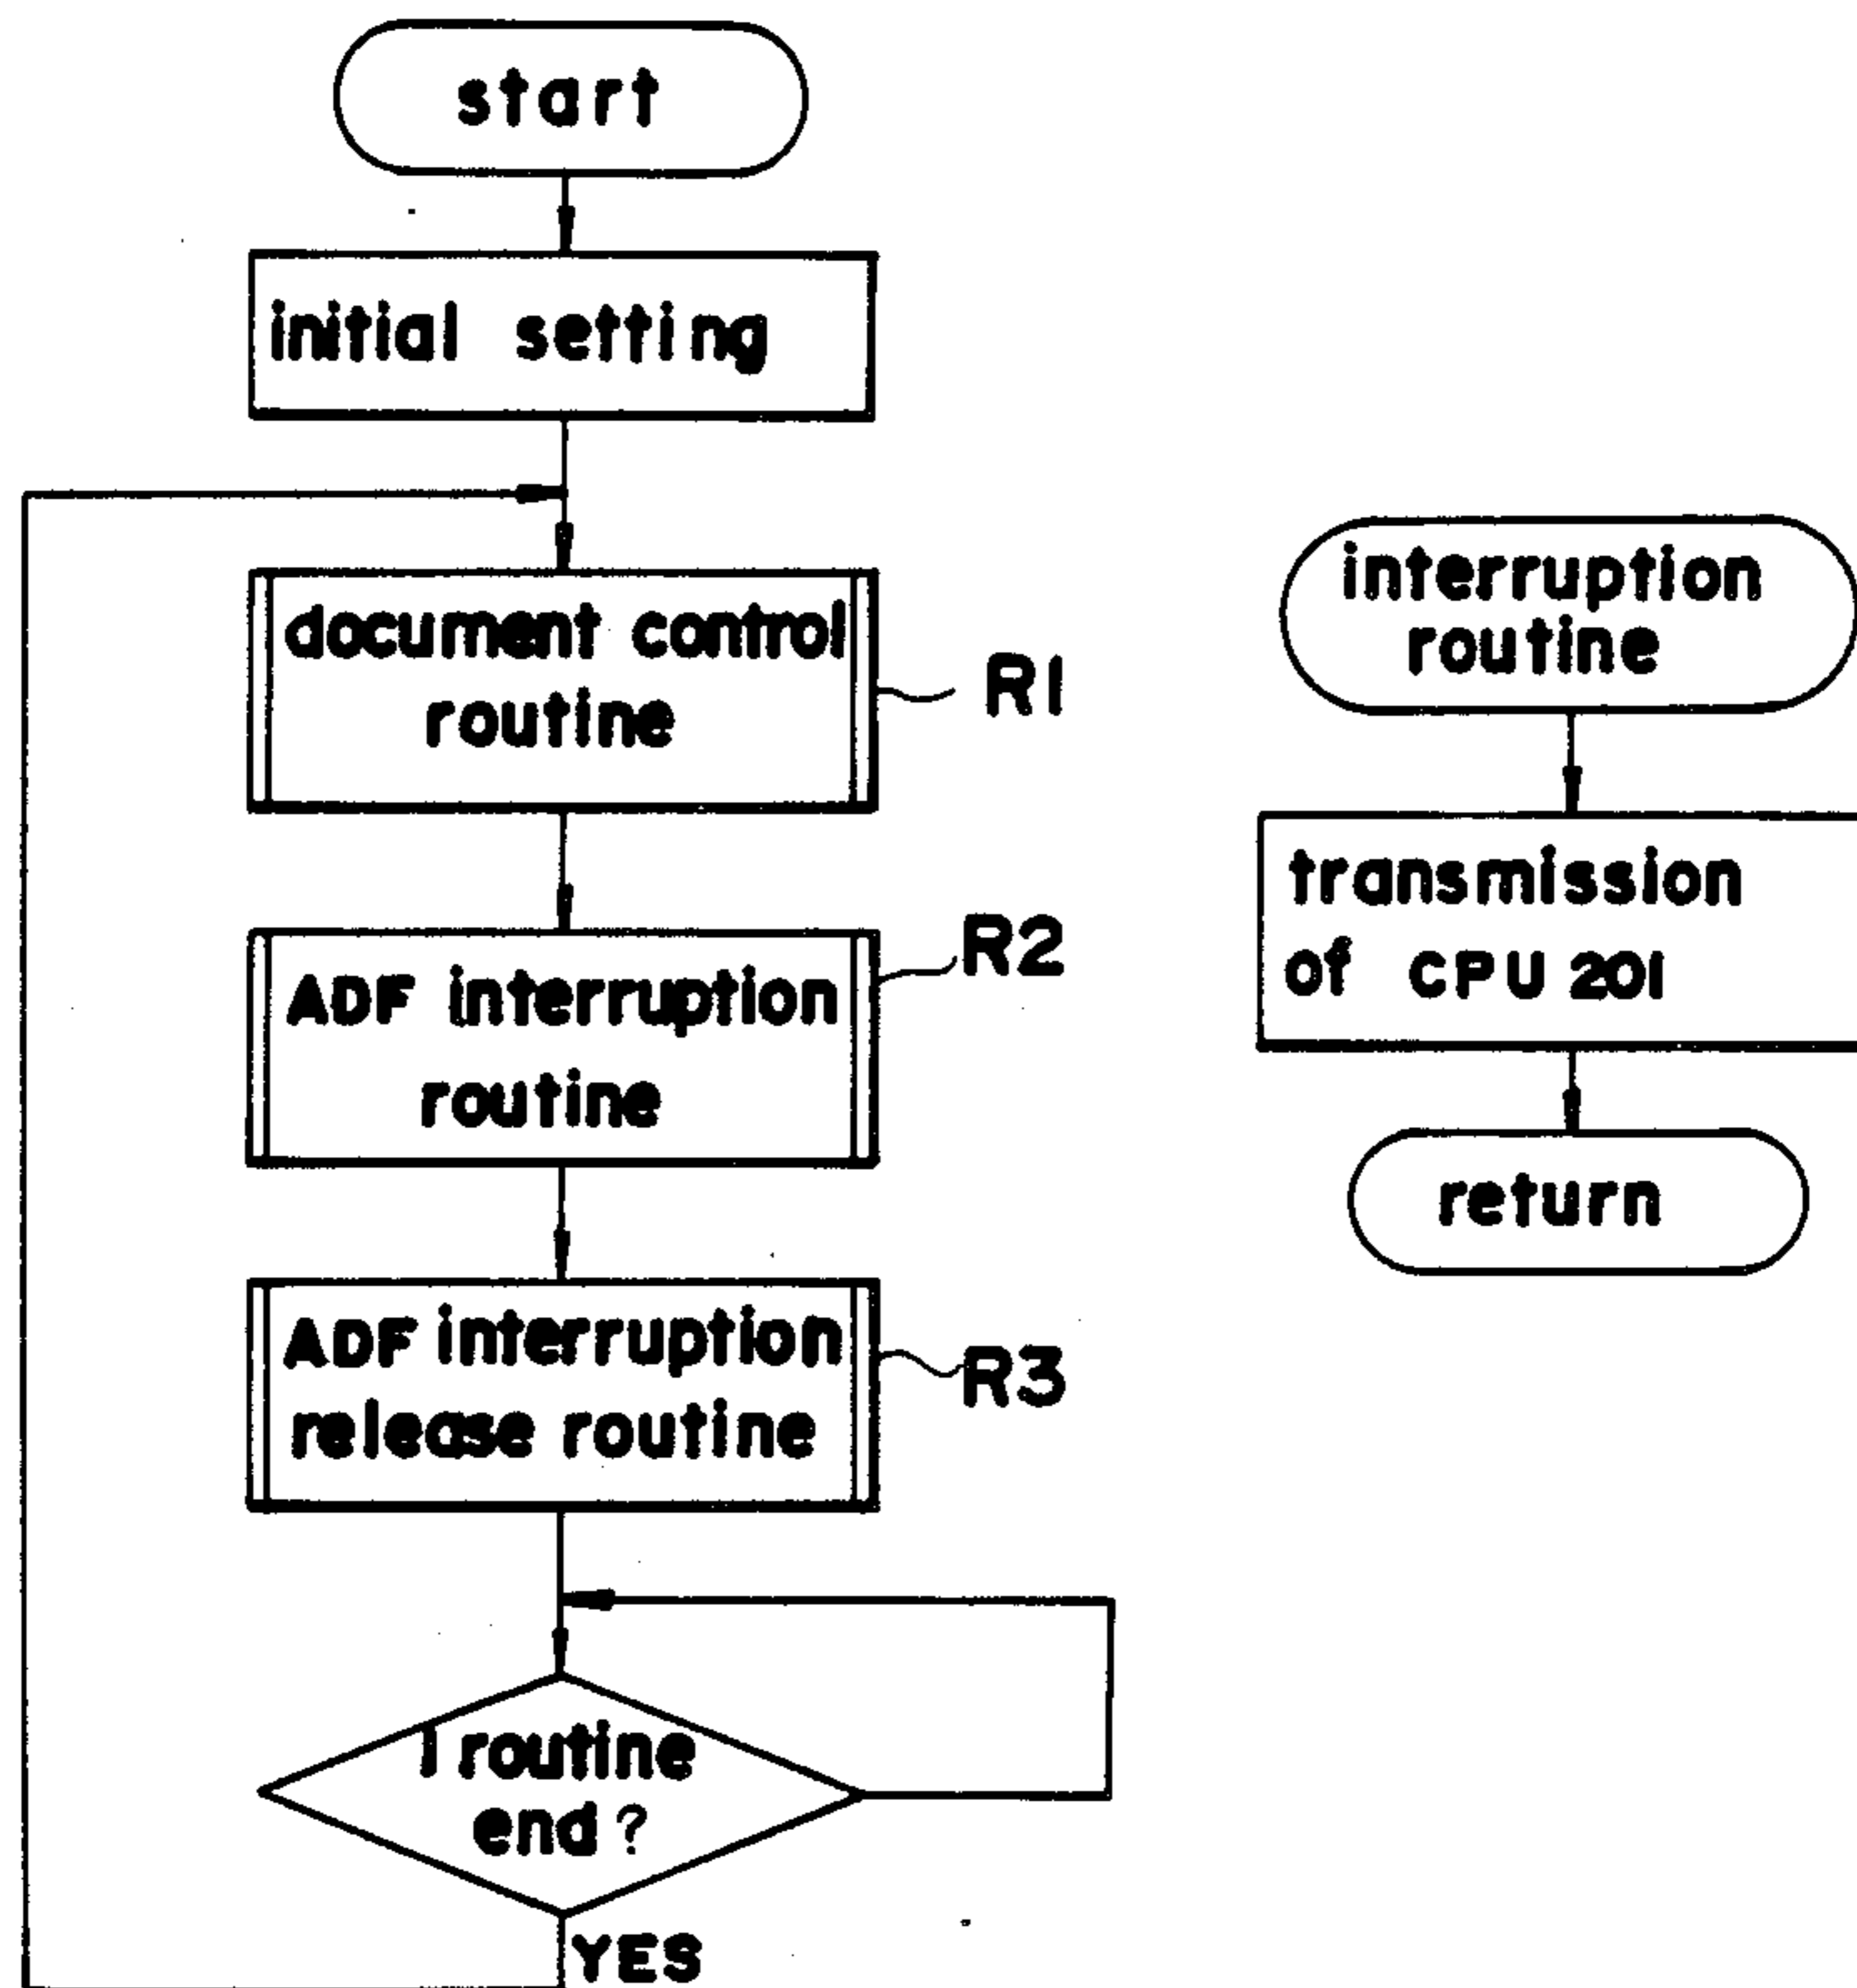 start
initial setting
document control
routine
R1
ADF interruption
routine
R2
ADF interruption
release routine
R3
1 routine
end?
YES
interruption
routine
transmission
of CPU 201
return